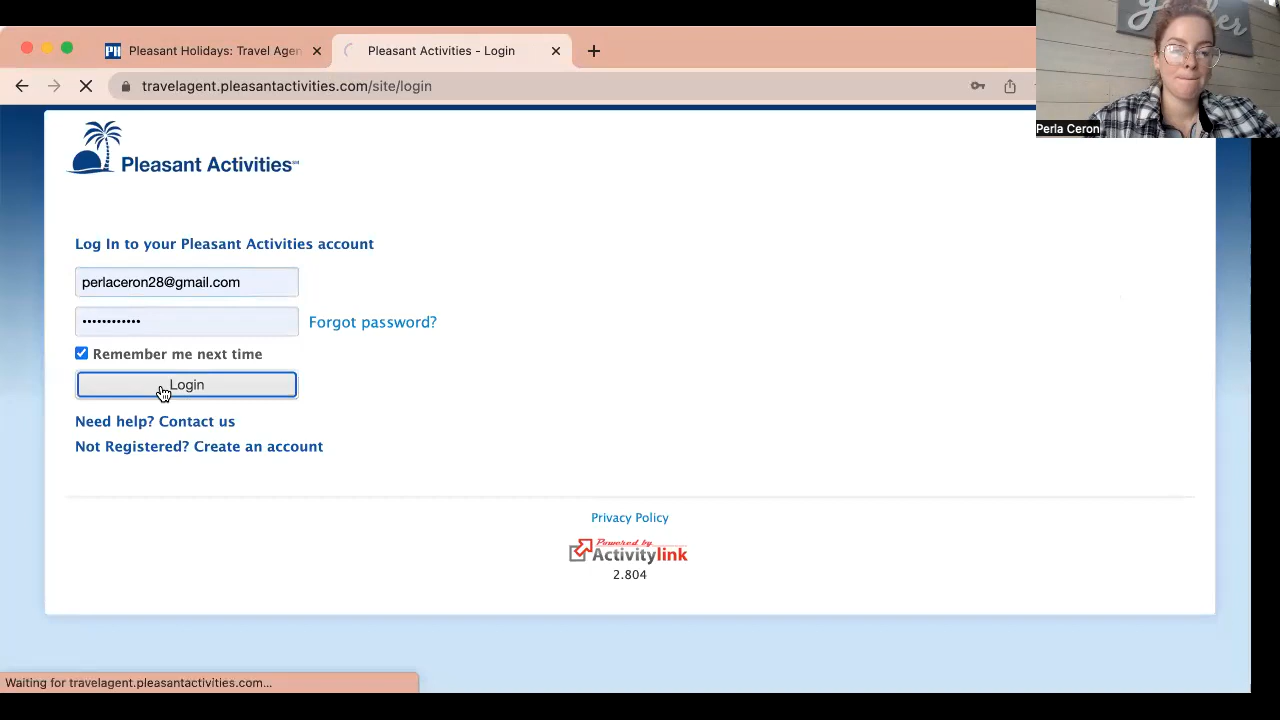 Pleasant Holidays: Travel Agen
Pleasant Activities - Login
travelagent.pleasantactivities.com/site/login
Perla Ceron
Pleasant Activities
Log In to your Pleasant Activities account
perlaceron28@gmail.com
••••••••••••
Forgot password?
Remember me next time
Login
Need help? Contact us
Not Registered? Create an account
Privacy Policy
Powered by
Activitylink
2.804
Waiting for travelagent.pleasantactivities.com...